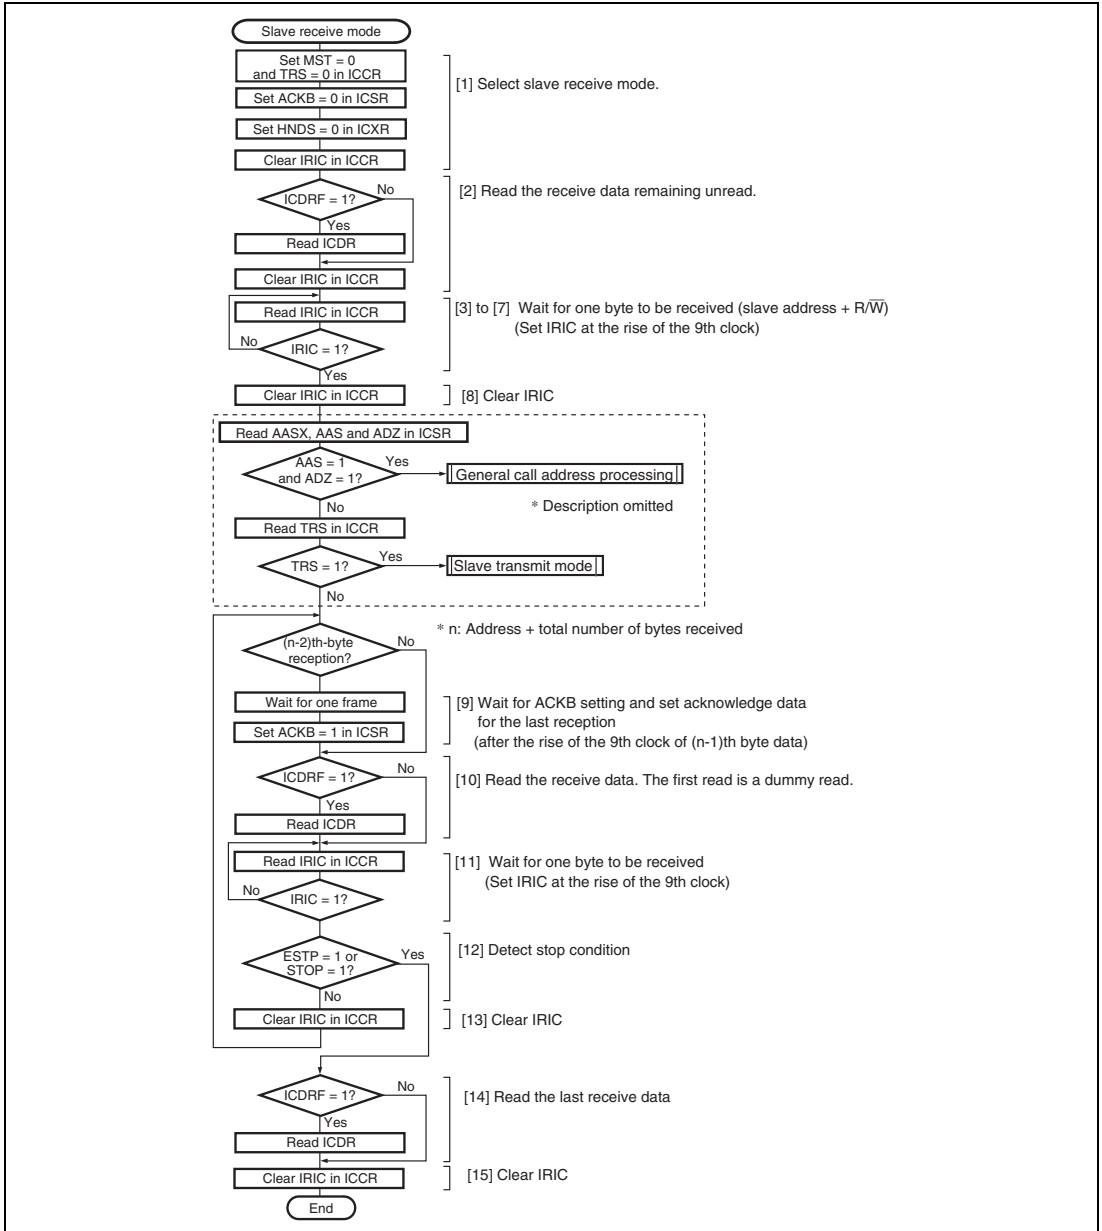 Slave receive mode
Set MST = 0
and TRS = 0 in ICCR
[1] Select slave receive mode.
Set ACKB = 0 in ICSR
Set HNDS = 0 in ICXR
Clear IRIC in ICCR
ICDRF = 1?
No
[2] Read the receive data remaining unread.
Yes
Read ICDR
Clear IRIC in ICCR
Read IRIC in ICCR
[3] to [7] Wait for one byte to be received (slave address + R/W̅)
(Set IRIC at the rise of the 9th clock)
No
IRIC = 1?
Yes
Clear IRIC in ICCR
[8] Clear IRIC
Read AASX, AAS and ADZ in ICSR
AAS = 1
and ADZ = 1?
Yes
General call address processing
No
* Description omitted
Read TRS in ICCR
TRS = 1?
Yes
Slave transmit mode
No
* n: Address + total number of bytes received
(n-2)th-byte
reception?
No
Wait for one frame
[9] Wait for ACKB setting and set acknowledge data
for the last reception
(after the rise of the 9th clock of (n-1)th byte data)
Set ACKB = 1 in ICSR
ICDRF = 1?
No
[10] Read the receive data. The first read is a dummy read.
Yes
Read ICDR
Read IRIC in ICCR
[11] Wait for one byte to be received
(Set IRIC at the rise of the 9th clock)
No
IRIC = 1?
ESTP = 1 or
STOP = 1?
Yes
[12] Detect stop condition
No
Clear IRIC in ICCR
[13] Clear IRIC
ICDRF = 1?
No
[14] Read the last receive data
Yes
Read ICDR
Clear IRIC in ICCR
[15] Clear IRIC
End